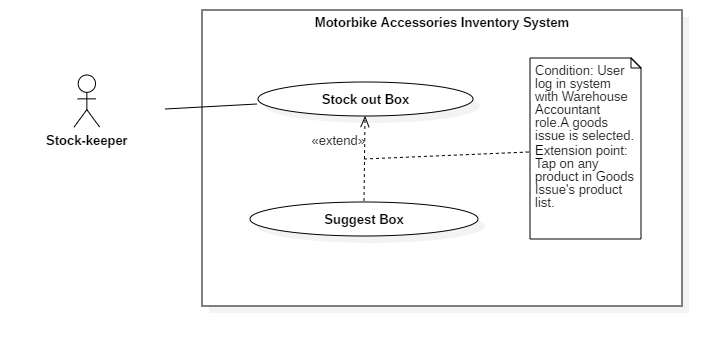 Motorbike Accessories Inventory System
Stock-keeper
Stock out Box
«extend»
Suggest Box
Condition: User
log in system
with Warehouse
Accountant
role.A goods
issue is selected.
Extension point:
Tap on any
product in Goods
Issue's product
list.